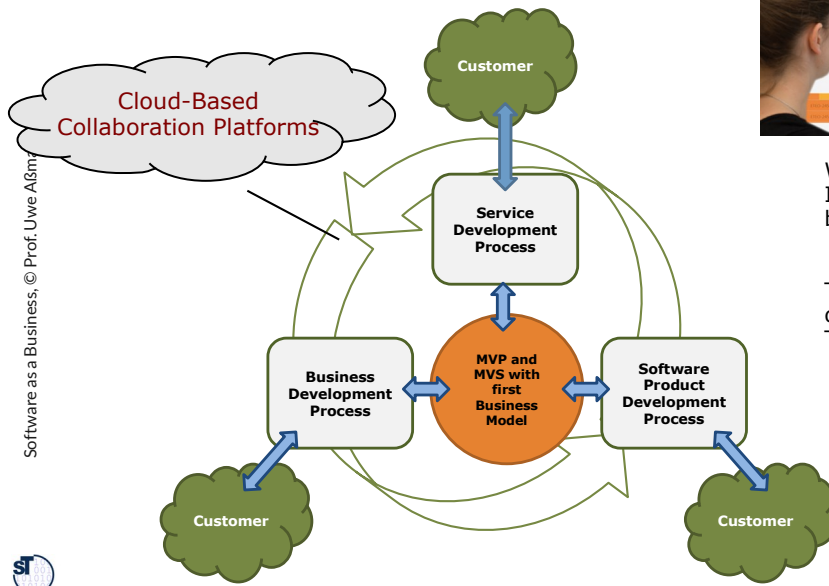 Customer
Cloud-Based
Collaboration Platforms
Service
Development
Process
MVP and
MVS with
first
Business
Model
Business
Development
Process
Software
Product
Development
Process
Customer
Customer
Software as a Business, © Prof. Uwe
ST